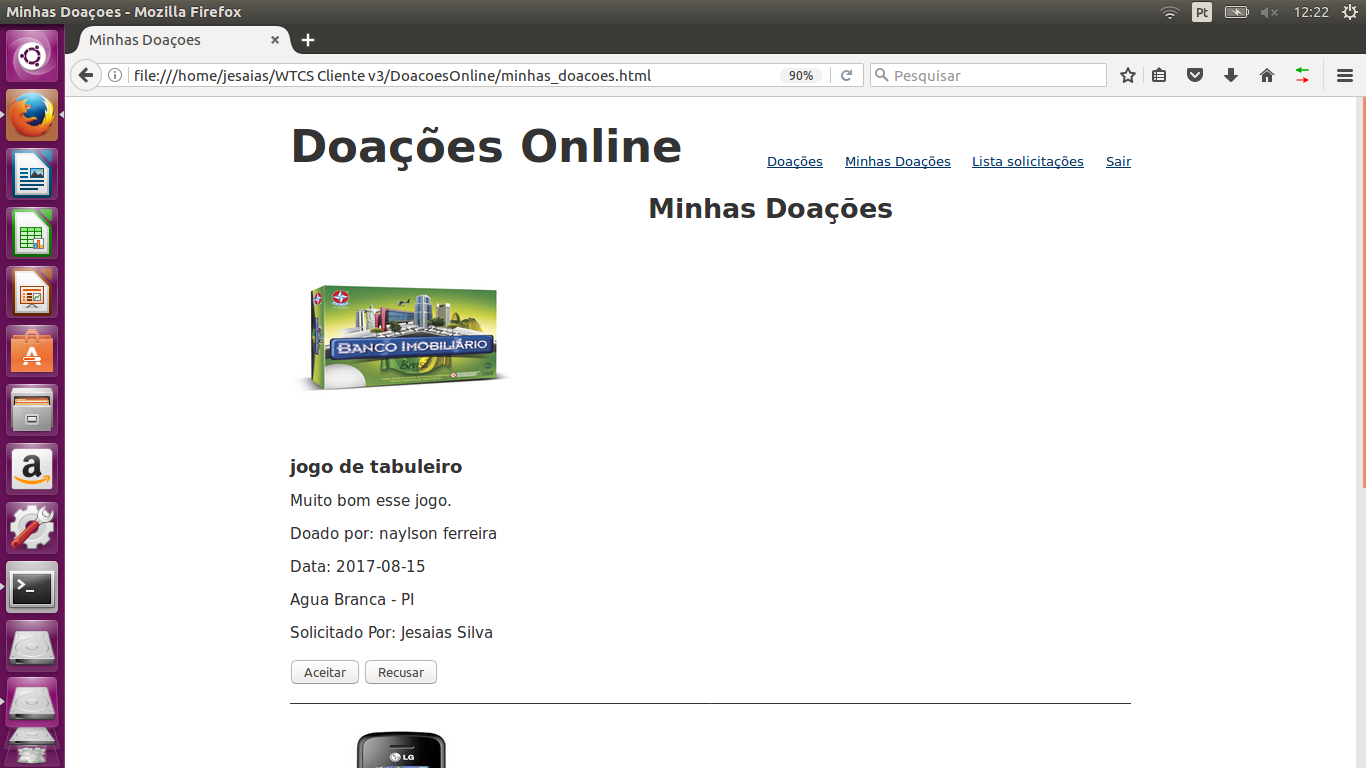 Minhas Doaçoes - Mozilla Firefox
Pt
12:22
Minhas Doaçoes
file:///home/jesaias/WTCS Cliente v3/DoacoesOnline/minhas_doacoes.html
90%
Pesquisar
Doações Online
Doações
Minhas Doações
Lista solicitações
Sair
Minhas Doações
BANCO IMOBILIÁRIO
Brasil
jogo de tabuleiro
Muito bom esse jogo.
Doado por: naylson ferreira
Data: 2017-08-15
Agua Branca - PI
Solicitado Por: Jesaias Silva
Aceitar
Recusar
LG